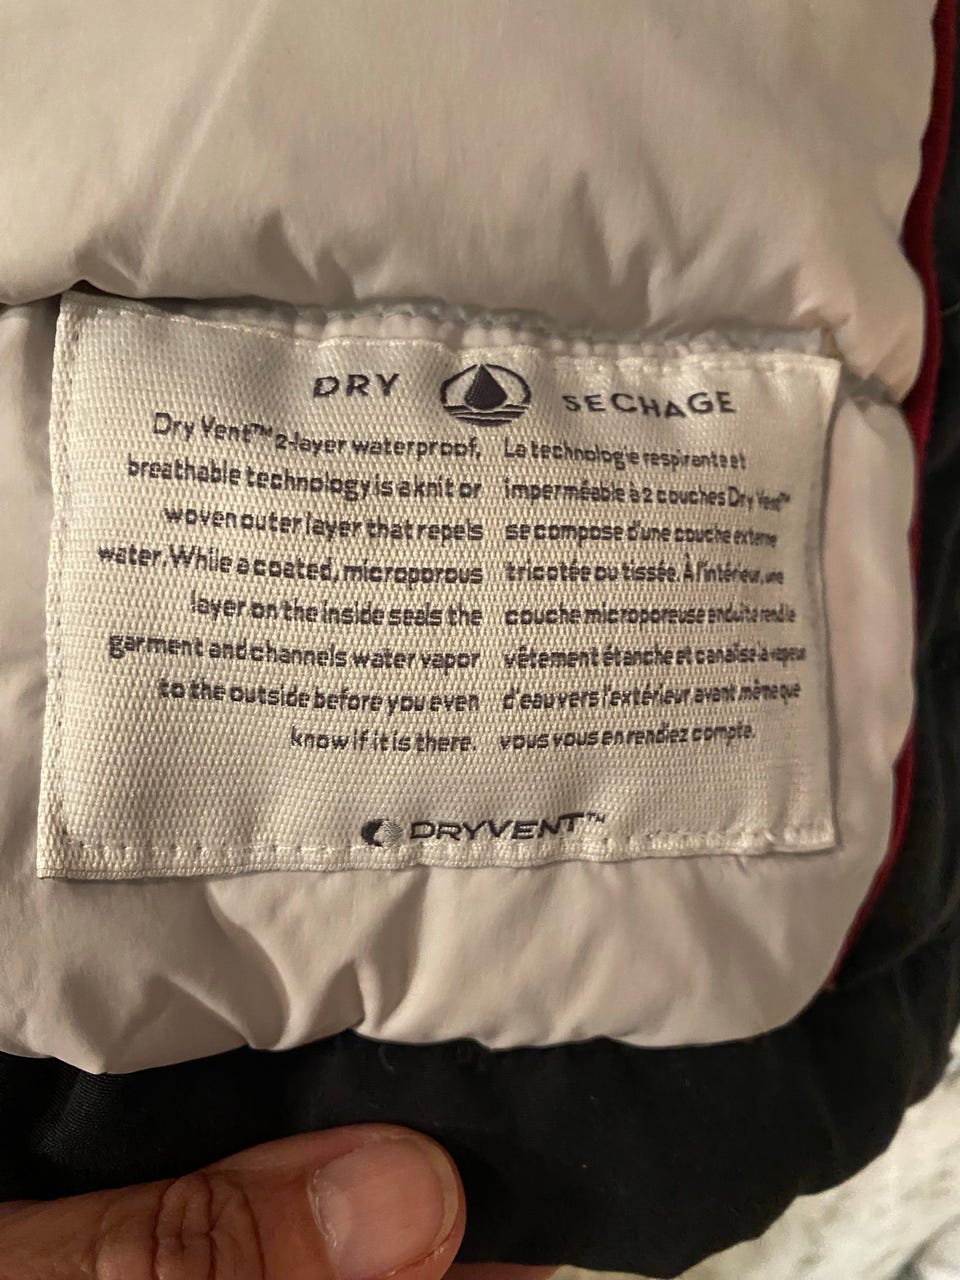 DRY
SECHAGE
Dry Vent™ 2-layer waterproof,
breathable technology is a knit or
woven outer layer that repels
water. While a coated, microporous
layer on the inside seals the
garment and channels water vapor
to the outside before you even
know if it is there.
La technologie respirante et
imperméable à 2 couches Dry Vent™
se compose d'une couche externe
tricotée ou tissée. À l'intérieur, une
couche microporeuse enduite rend le
vêtement étanche et canalise la vapeur
d'eau vers l'extérieur avant même que
vous vous en rendiez compte.
DRYVENT™